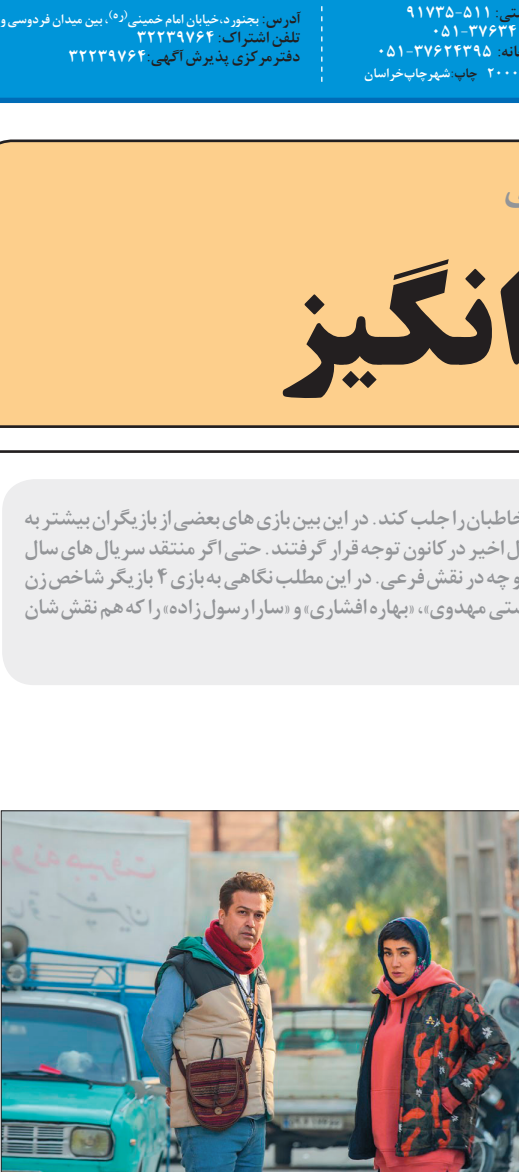 آدرس: بجنورد،خیابان امام خمینی(ره)، بین میدان فردوسی و
تلفن اشتراک: ۳۲۲۳۹۷۶۴
دفترمرکزی پذیرش آگهی:۳۲۲۳۹۷۶۴
ستی: ۵۱۱-۹۱۷۳۵
۰۵۱-۳۷۶۳۴
انه: ۰۵۱-۳۷۶۲۴۳۹۵
۲۰۰۰ چاپ:شهرچاپ‌خراسان
انگیز
خاطبان را جلب کند. در این بین بازی های بعضی از بازیگران بیشتر به
ل اخیر در کانون توجه قرار گرفتند. حتی اگر منتقد سریال های سال
و چه در نقش فرعی. در این مطلب نگاهی به بازی ۴ بازیگر شاخص زن
ستی مهدوی»، «بهاره افشاری» و «سارا رسول زاده» را که هم نقش شان